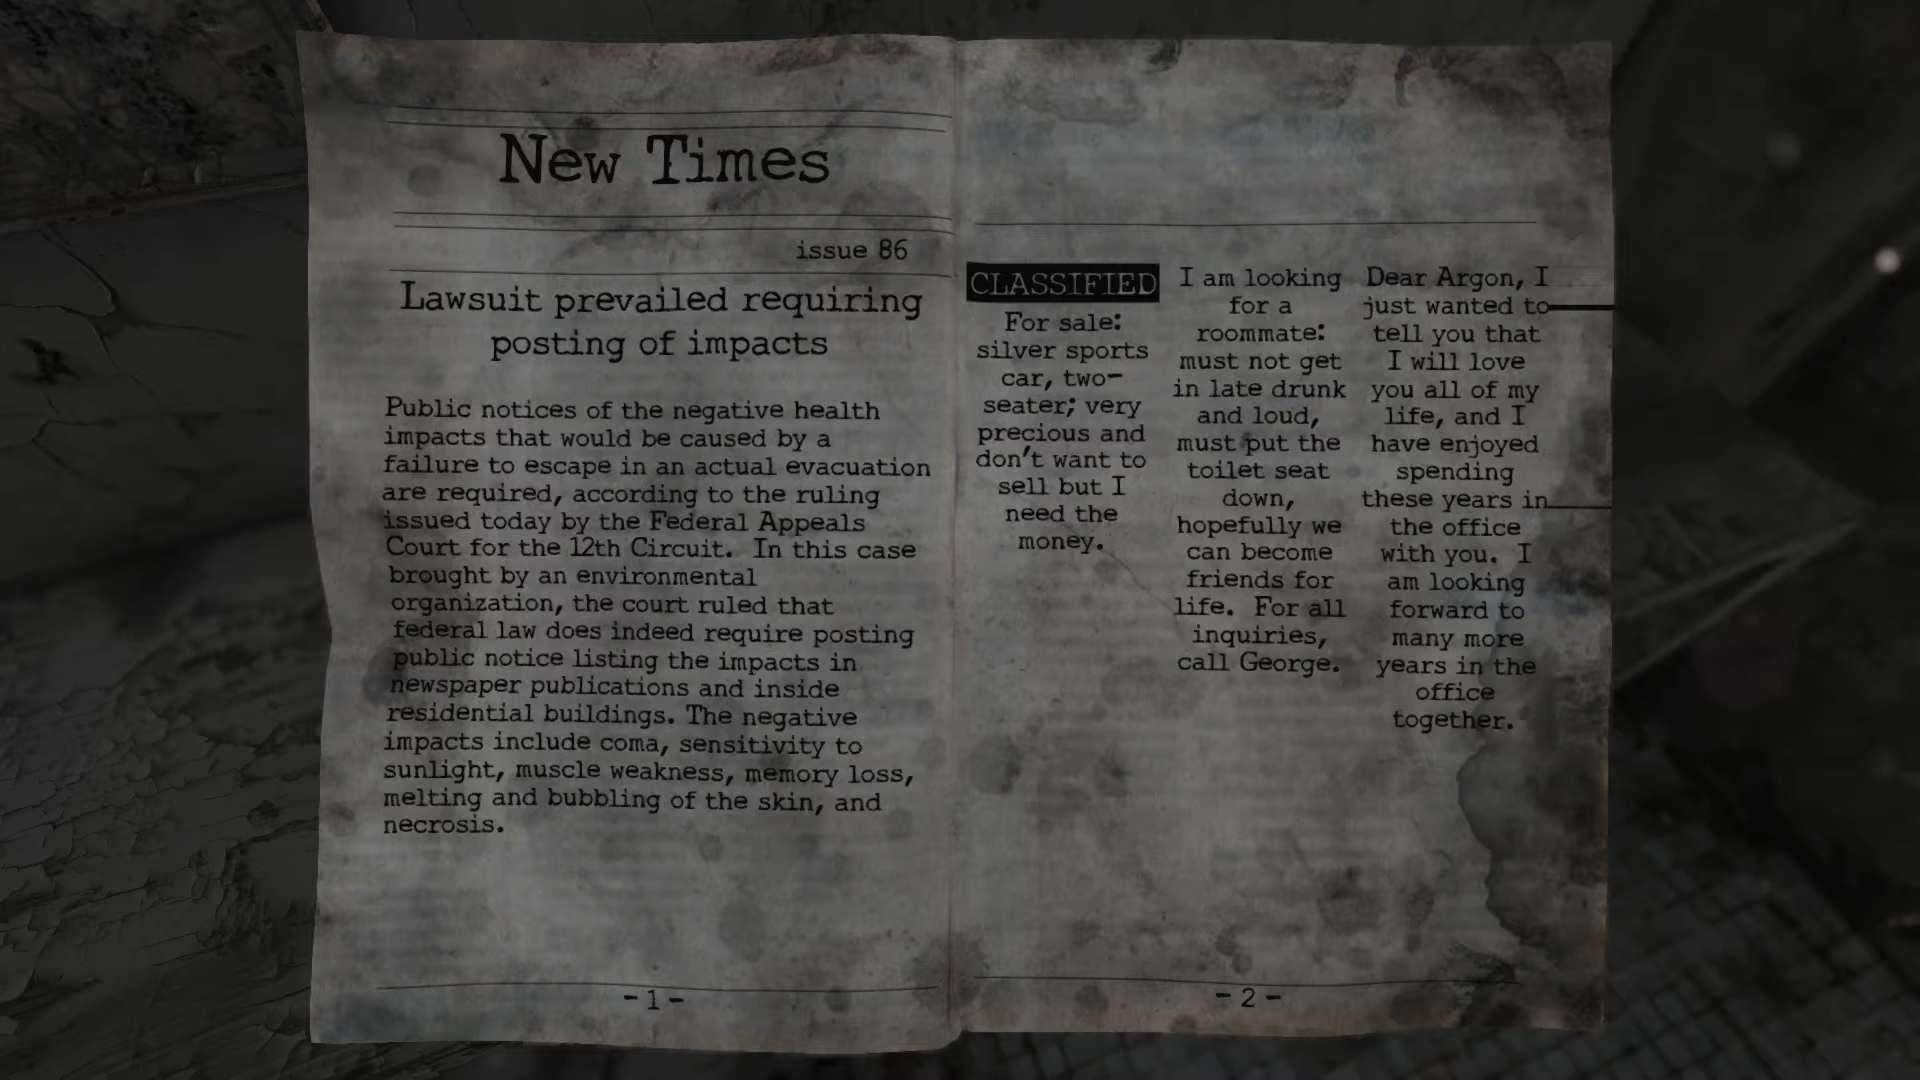 New Times
issue 86
Lawsuit prevailed requiring
posting of impacts
Public notices of the negative health
impacts that would be caused by a
failure to escape in an actual evacuation
are required, according to the ruling
issued today by the Federal Appeals
Court for the 12th Circuit.  In this case
brought by an environmental
organization, the court ruled that
federal law does indeed require posting
public notice listing the impacts in
newspaper publications and inside
residential buildings. The negative
impacts include coma, sensitivity to
sunlight, muscle weakness, memory loss,
melting and bubbling of the skin, and
necrosis.
-1-
CLASSIFIED
For sale:
silver sports
car, two-
seater; very
precious and
don't want to
sell but I
need the
money.
I am looking
for a
roommate:
must not get
in late drunk
and loud,
must put the
toilet seat
down,
hopefully we
can become
friends for
life.  For all
inquiries,
call George.
Dear Argon, I
just wanted to
tell you that
I will love
you all of my
life, and I
have enjoyed
spending
these years in
the office
with you.  I
am looking
forward to
many more
years in the
office
together.
-2-